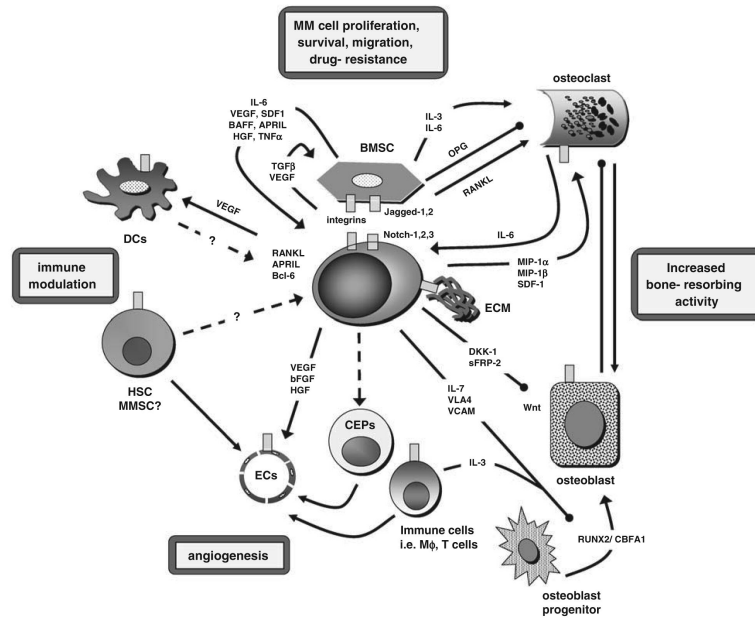 MM cell proliferation,
survival, migration,
drug- resistance
osteoclast
IL-6
VEGF, SDF1
BAFF, APRIL
HGF, TNFα
IL-3
IL-6
BMSC
OPG
TGFβ
VEGF
RANKL
integrins
Jagged-1,2
VEGF
DCs
?
Notch-1,2,3
IL-6
RANKL
APRIL
Bcl-6
MIP-1α
MIP-1β
SDF-1
immune
modulation
Increased
bone- resorbing
activity
ECM
?
HSC
MMSC?
VEGF
bFGF
HGF
DKK-1
sFRP-2
IL-7
VLA4
VCAM
Wnt
CEPs
ECs
IL-3
osteoblast
Immune cells
i.e. Mϕ, T cells
angiogenesis
RUNX2/ CBFA1
osteoblast
progenitor